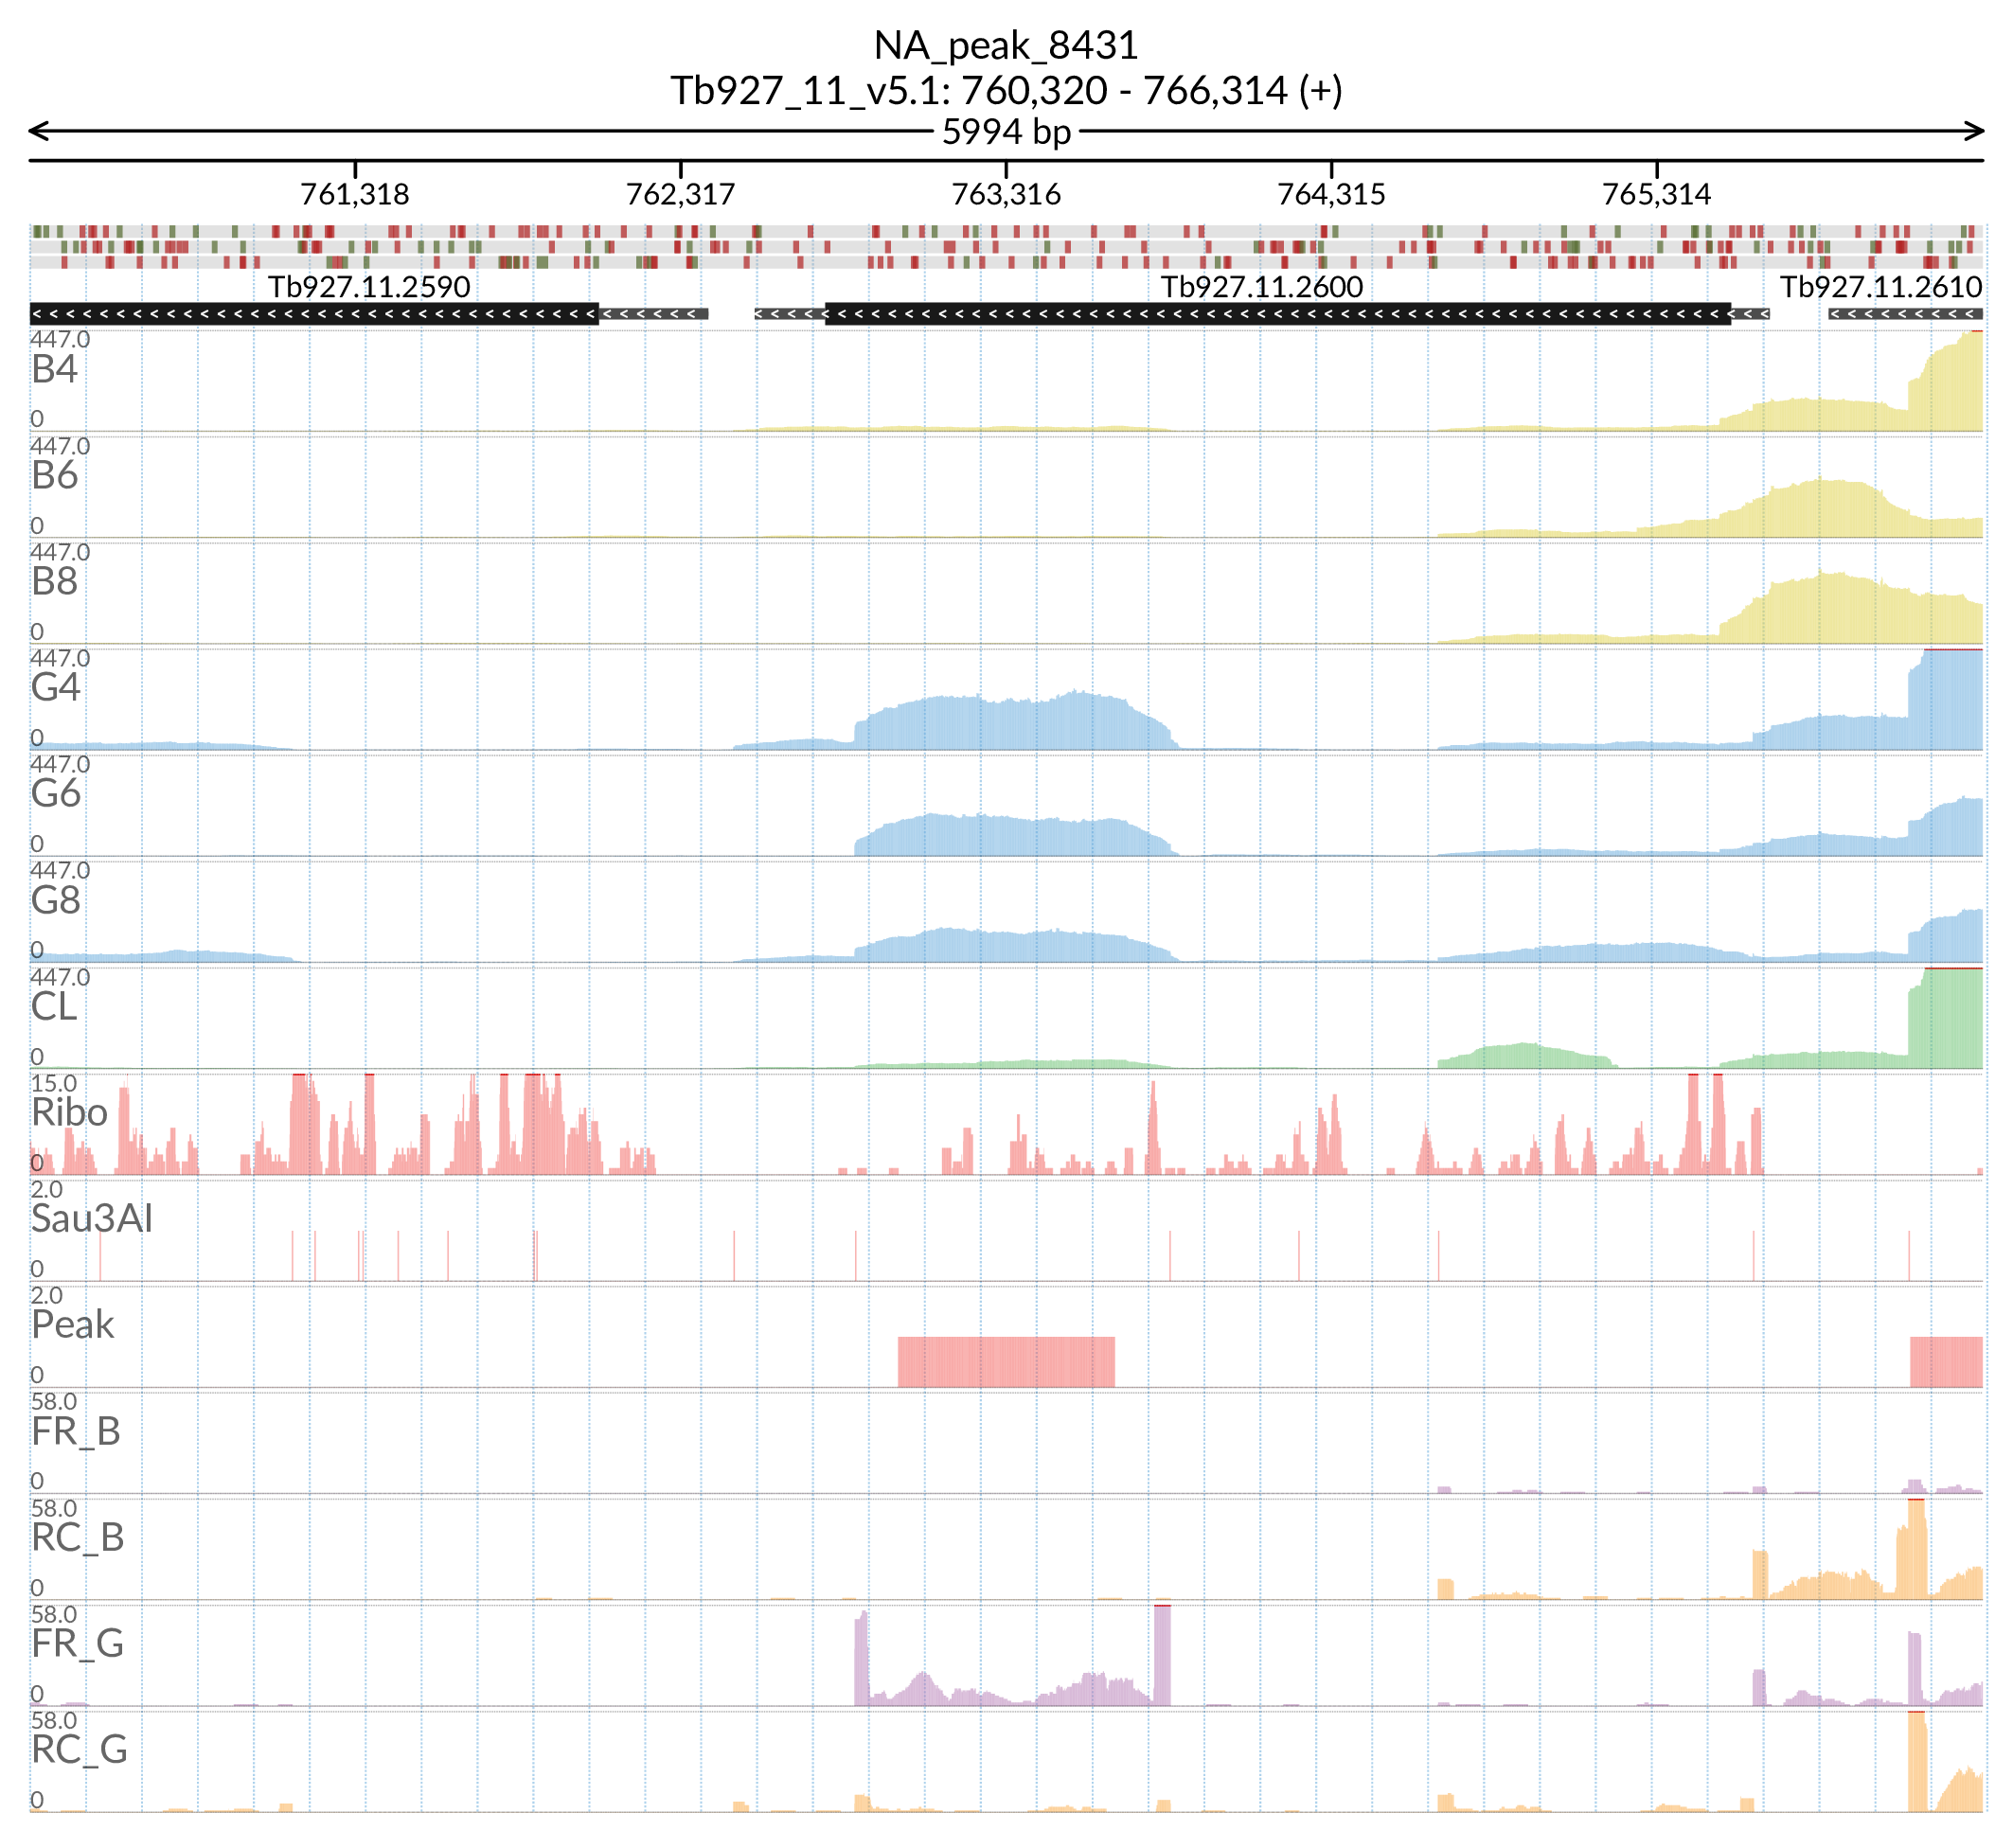 NA_peak_8431
Tb927_11_v5.1: 760,320 - 766,314 (+)
5994 bp
761,318 762,317 763,316 764,315 765,314
Tb927.11.2590 Tb927.11.2600 Tb927.11.2610
447.0
B4
0
447.0
B6
0
447.0
B8
0
447.0
G4
0
447.0
G6
0
447.0
G8
0
447.0
CL
0
15.0
Ribo
0
2.0
Sau3AI
0
2.0
Peak
0
58.0
FR_B
0
58.0
RC_B
0
58.0
FR_G
0
58.0
RC_G
0